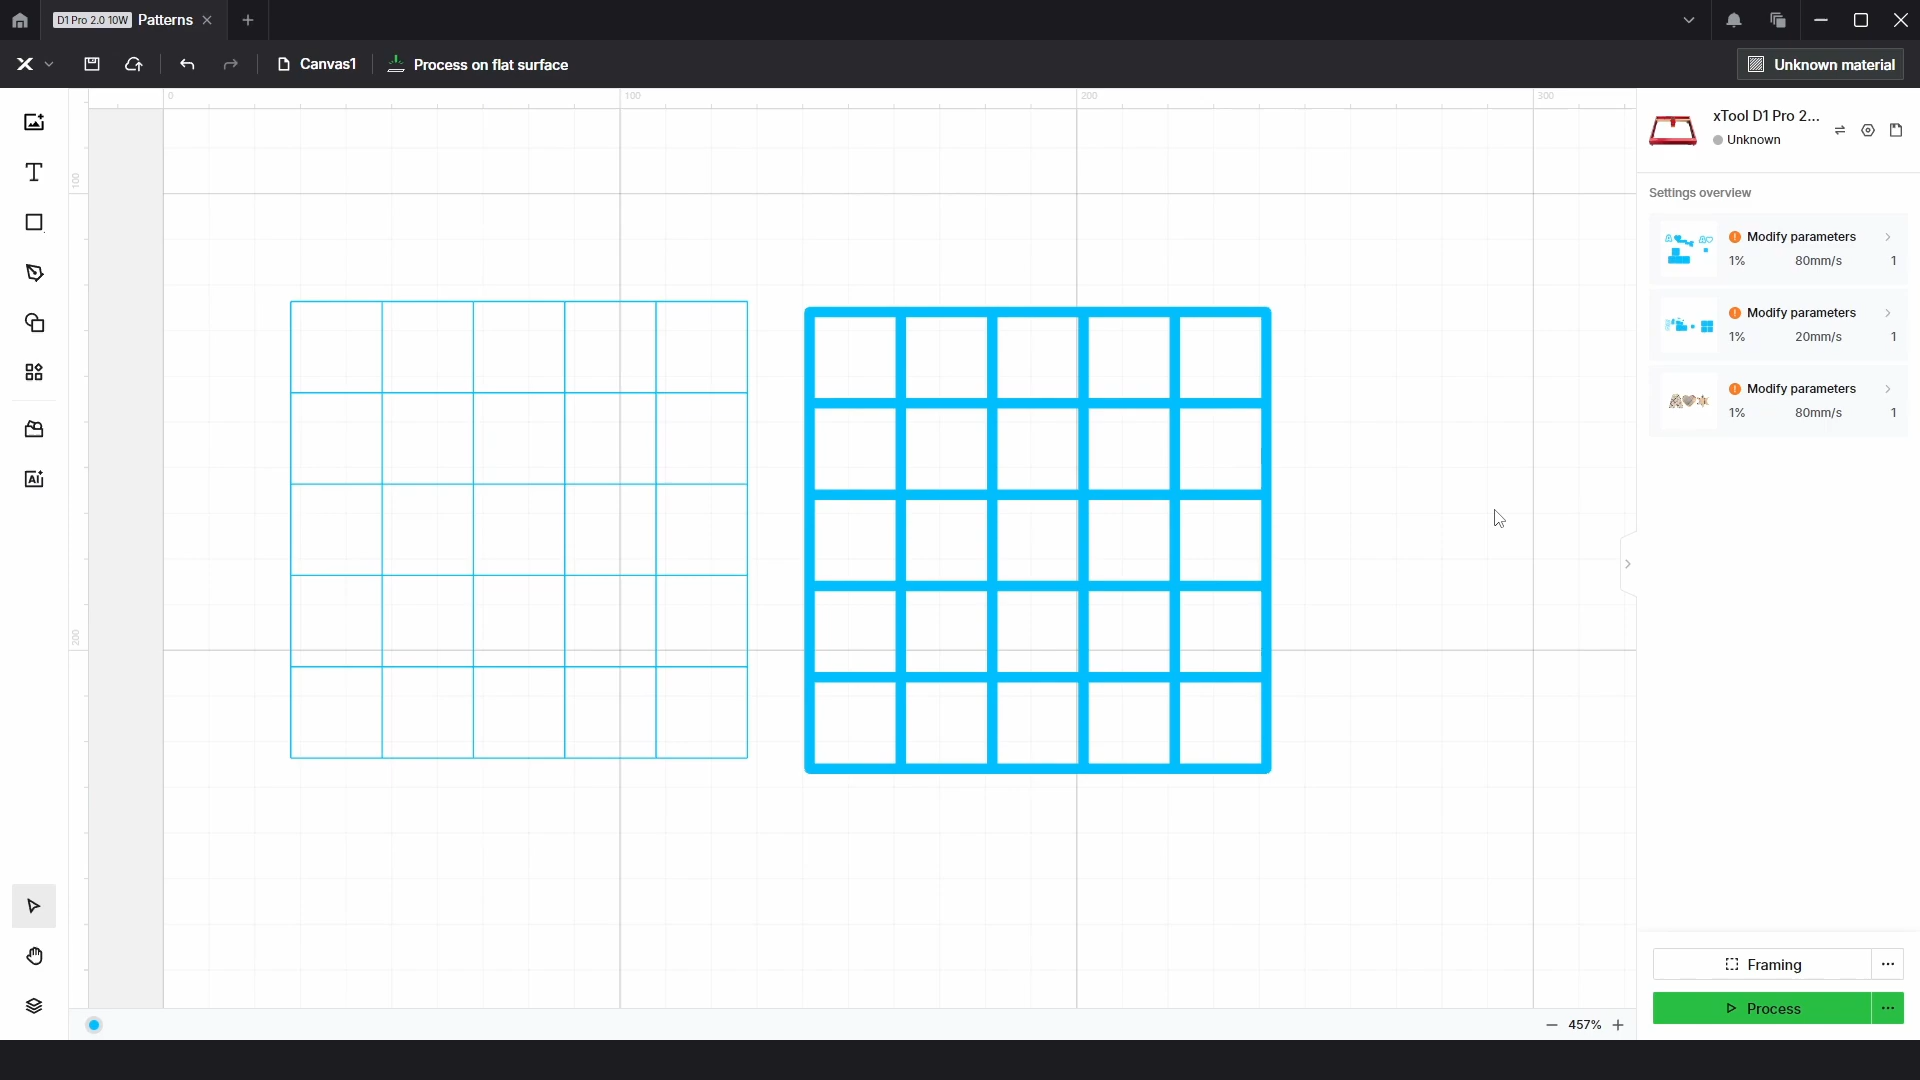 D1 Pro 2.0 10W Patterns
Canvas1
Process on flat surface
Unknown material
0 100 200 300
100
200
xTool D1 Pro 2...
Unknown
Settings overview
Modify parameters
1% 80mm/s 1
Modify parameters
1% 20mm/s 1
Modify parameters
1% 80mm/s 1
AI
Framing
Process
457%